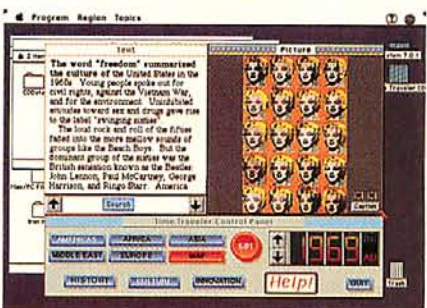 Program Region Topics
Text
Picture
The word "freedom" summarized
the culture of the United States in the
1960s Young people spoke out for
civil rights, against the Vietnam War,
and for the environment. Uninhibited
attitudes toward sex and drugs gave rise
to the label "swinging sixties"
The loud rock and roll of the fifties
faded into the more mellow sounds of
groups like the Beach Boys But the
dominant group of the sixties was the
British sensation known as the Beatles:
John Lennon, Paul McCartney, George
Harrison, and Ringo Starr. America
Search
Caption
Time Traveler Control Panel
AMERICAS AFRICA ASIA
MIDDLE EAST EUROPE MAP
GO!
1969
AD
HISTORY CULTURE INNOVATION Help! QUIT
Trash